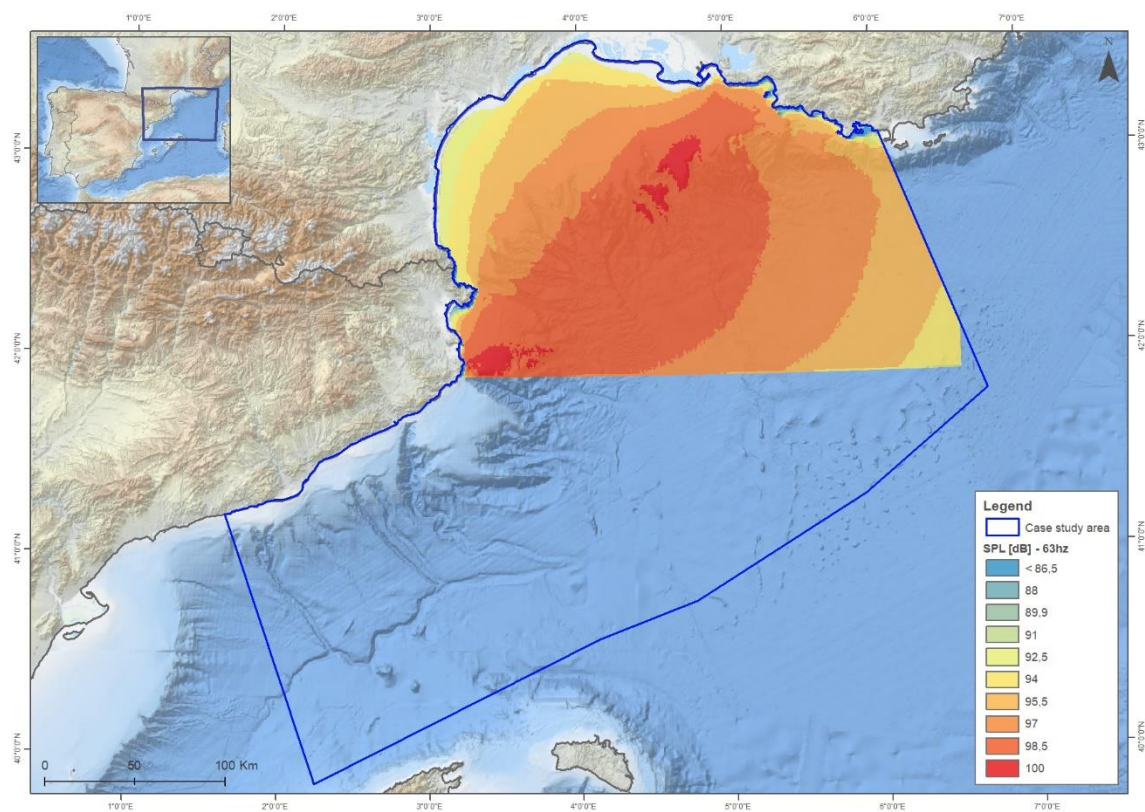 1°0'0"E 2°0'0"E 3°0'0"E 4°0'0"E 5°0'0"E 6°0'0"E 7°0'0"E
N
43°0'0"N 43°0'0"N
42°0'0"N 42°0'0"N
41°0'0"N 41°0'0"N
40°0'0"N 40°0'0"N
Legend
Case study area
SPL [dB] - 63hz
< 86,5
88
89,9
91
92,5
94
95,5
97
98,5
100
0 50 100 Km
1°0'0"E 2°0'0"E 3°0'0"E 4°0'0"E 5°0'0"E 6°0'0"E 7°0'0"E